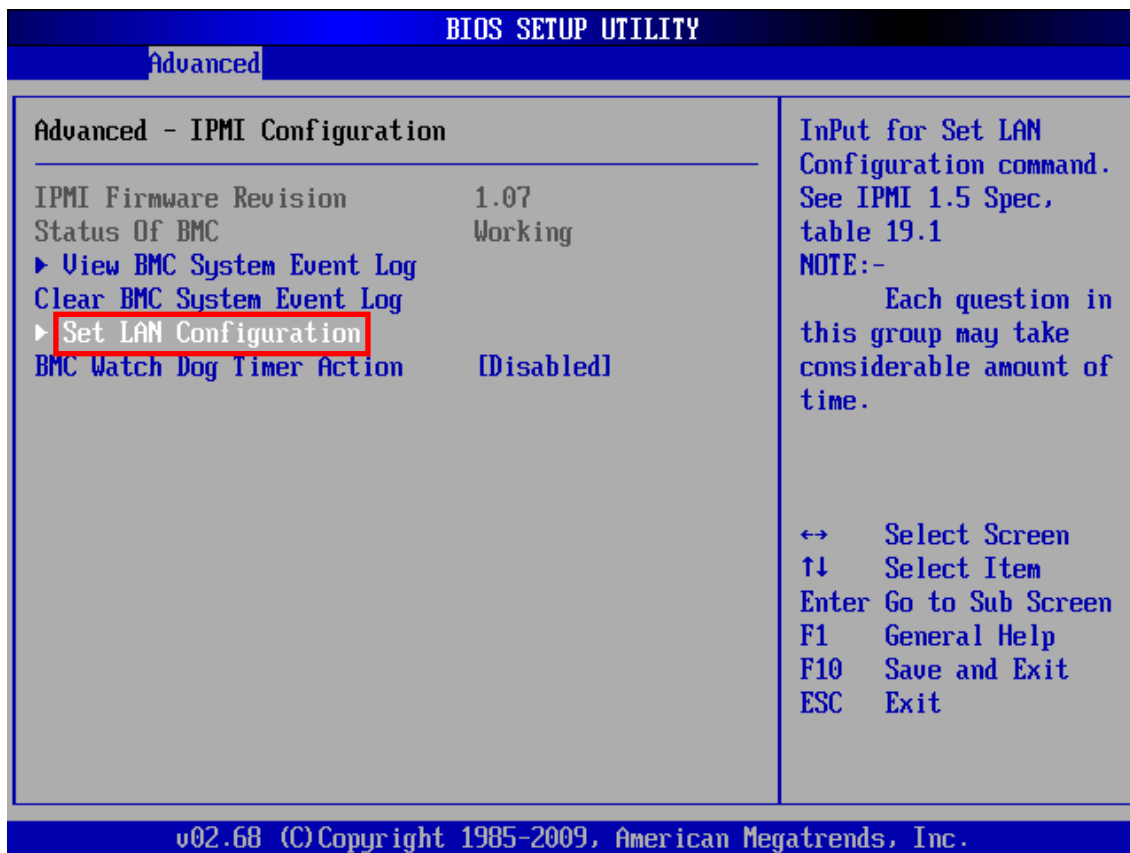 BIOS SETUP UTILITY
Advanced
Advanced - IPMI Configuration
IPMI Firmware Revision 1.07
Status Of BMC Working
▶ View BMC System Event Log
Clear BMC System Event Log
▶ Set LAN Configuration
BMC Watch Dog Timer Action [Disabled]
InPut for Set LAN
Configuration command.
See IPMI 1.5 Spec,
table 19.1
NOTE:-
Each question in
this group may take
considerable amount of
time.
←→ Select Screen
↑↓ Select Item
Enter Go to Sub Screen
F1 General Help
F10 Save and Exit
ESC Exit
v02.68 (C)Copyright 1985-2009, American Megatrends, Inc.